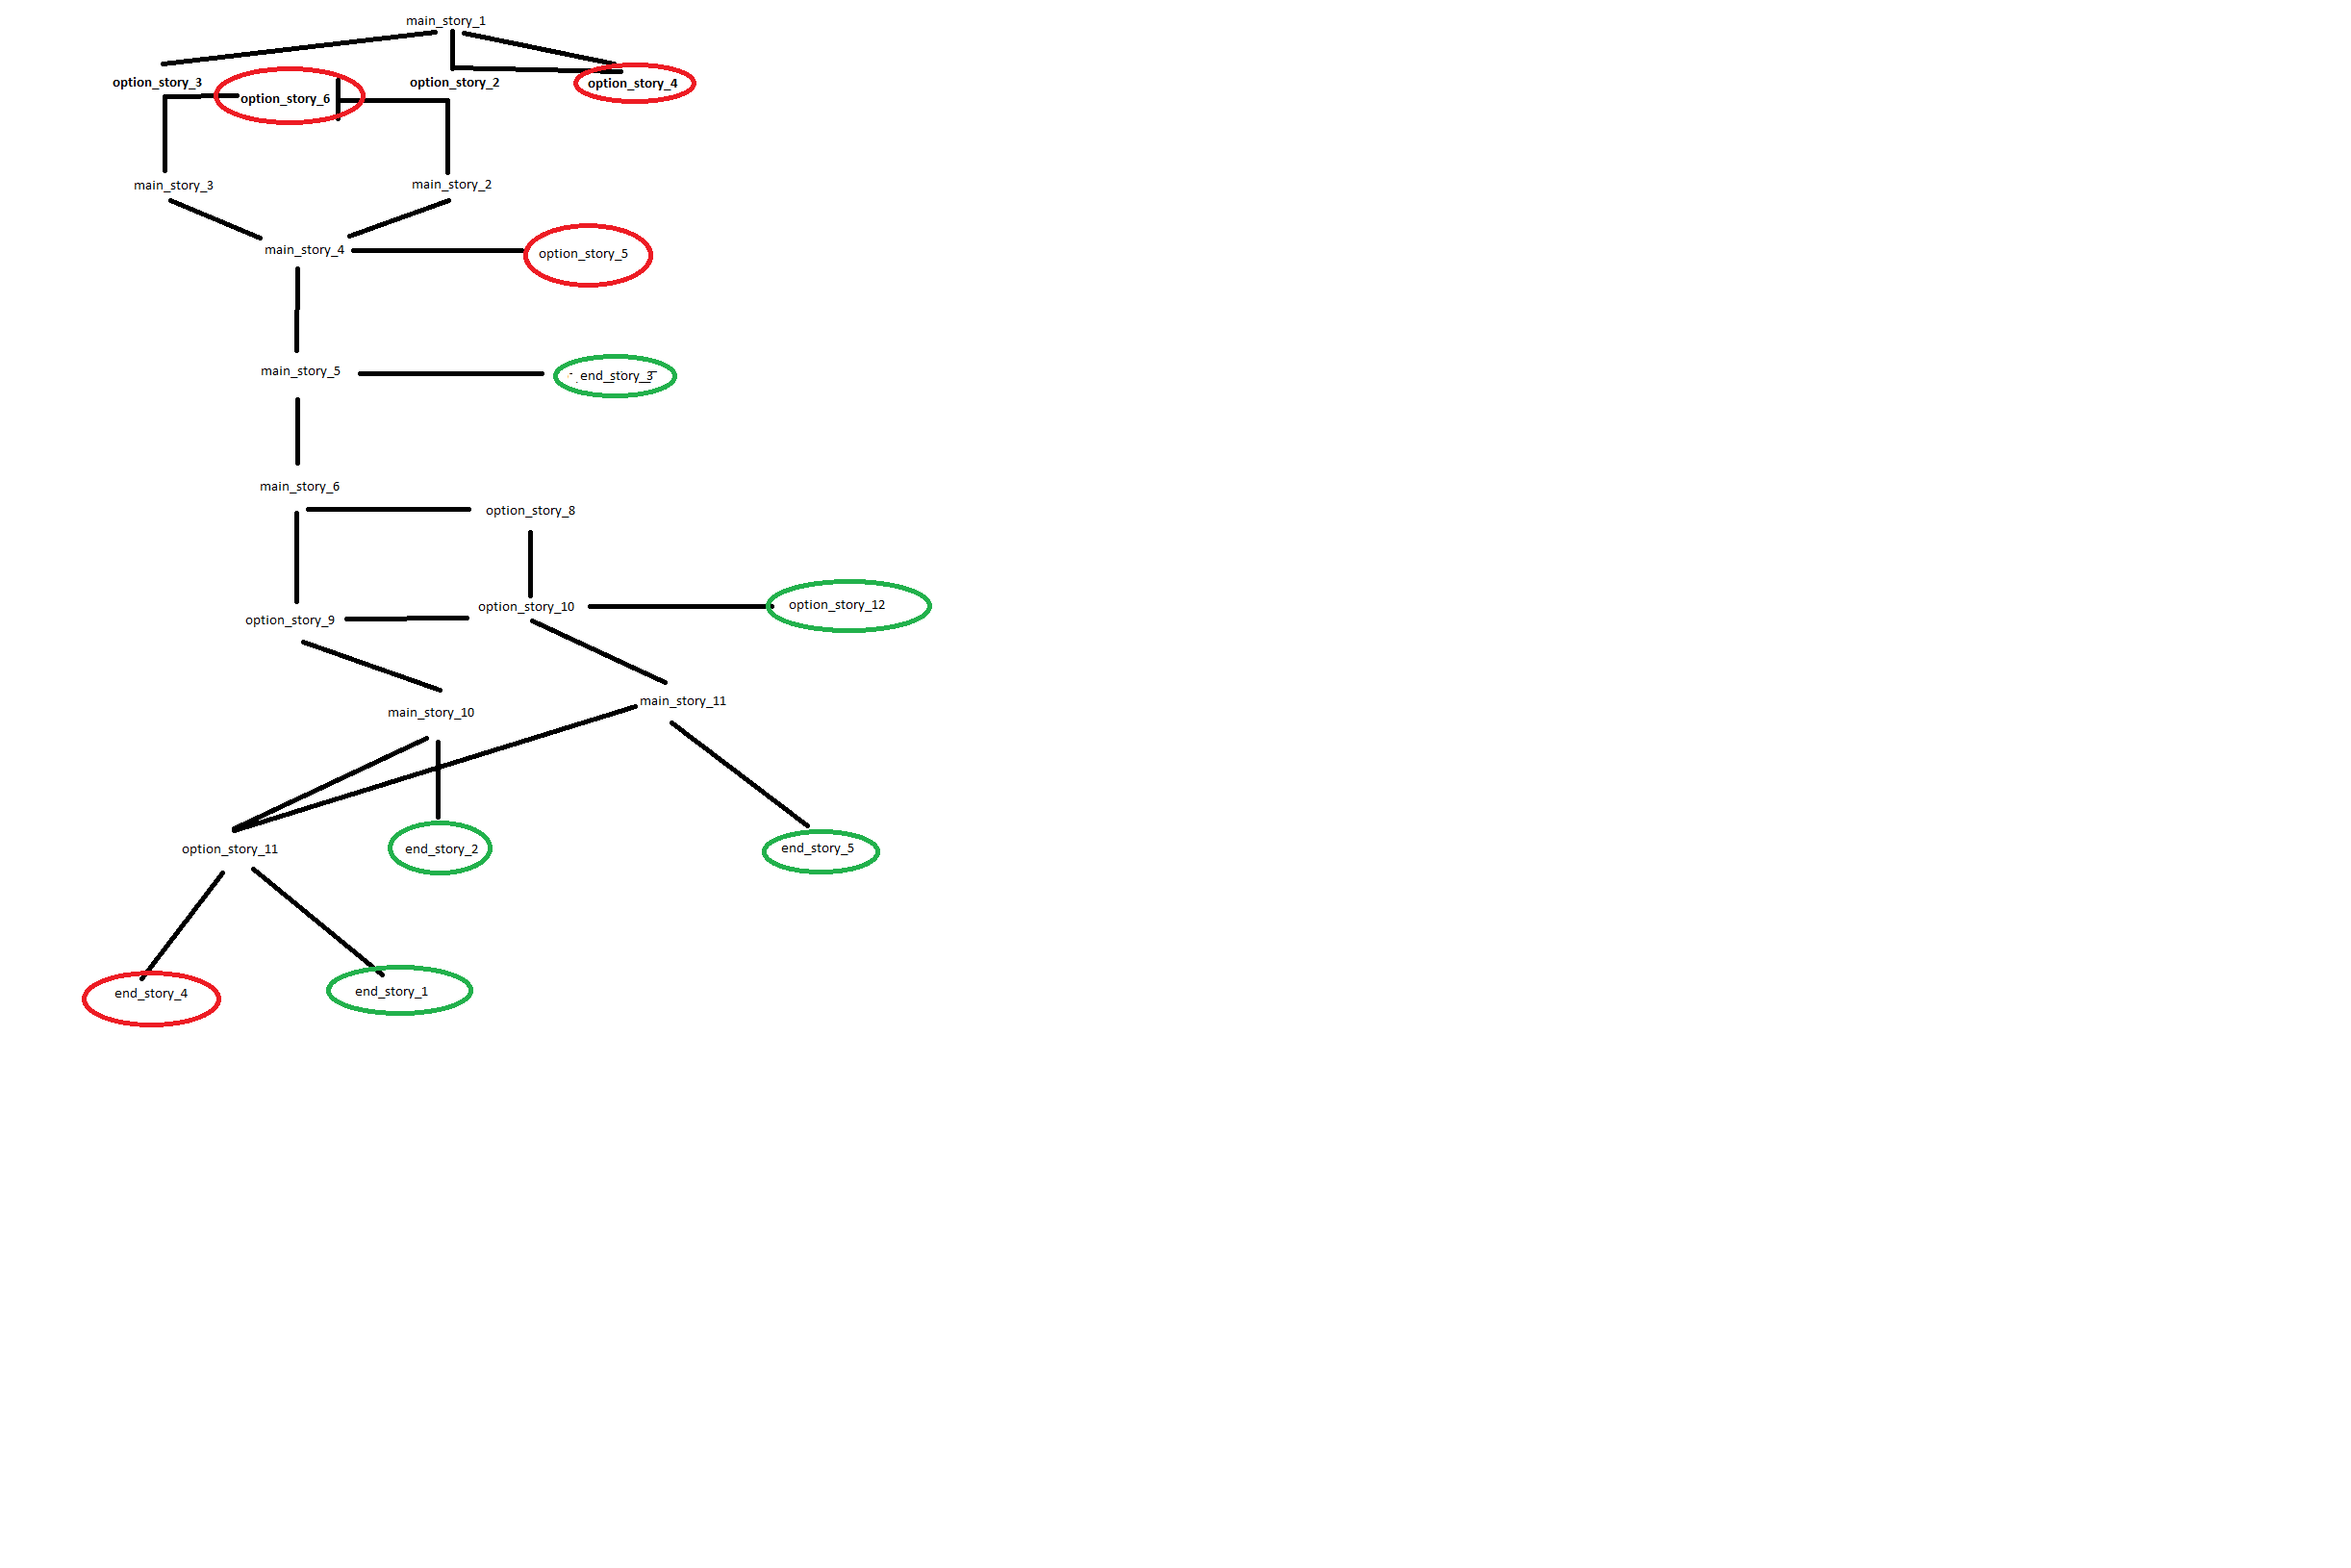 main_story_1
option_story_3
option_story_2
option_story_4
option_story_6
main_story_3
main_story_2
main_story_4
option_story_5
main_story_5
end_story_3
main_story_6
option_story_8
option_story_10
option_story_12
option_story_9
main_story_11
main_story_10
option_story_11
end_story_2
end_story_5
end_story_4
end_story_1